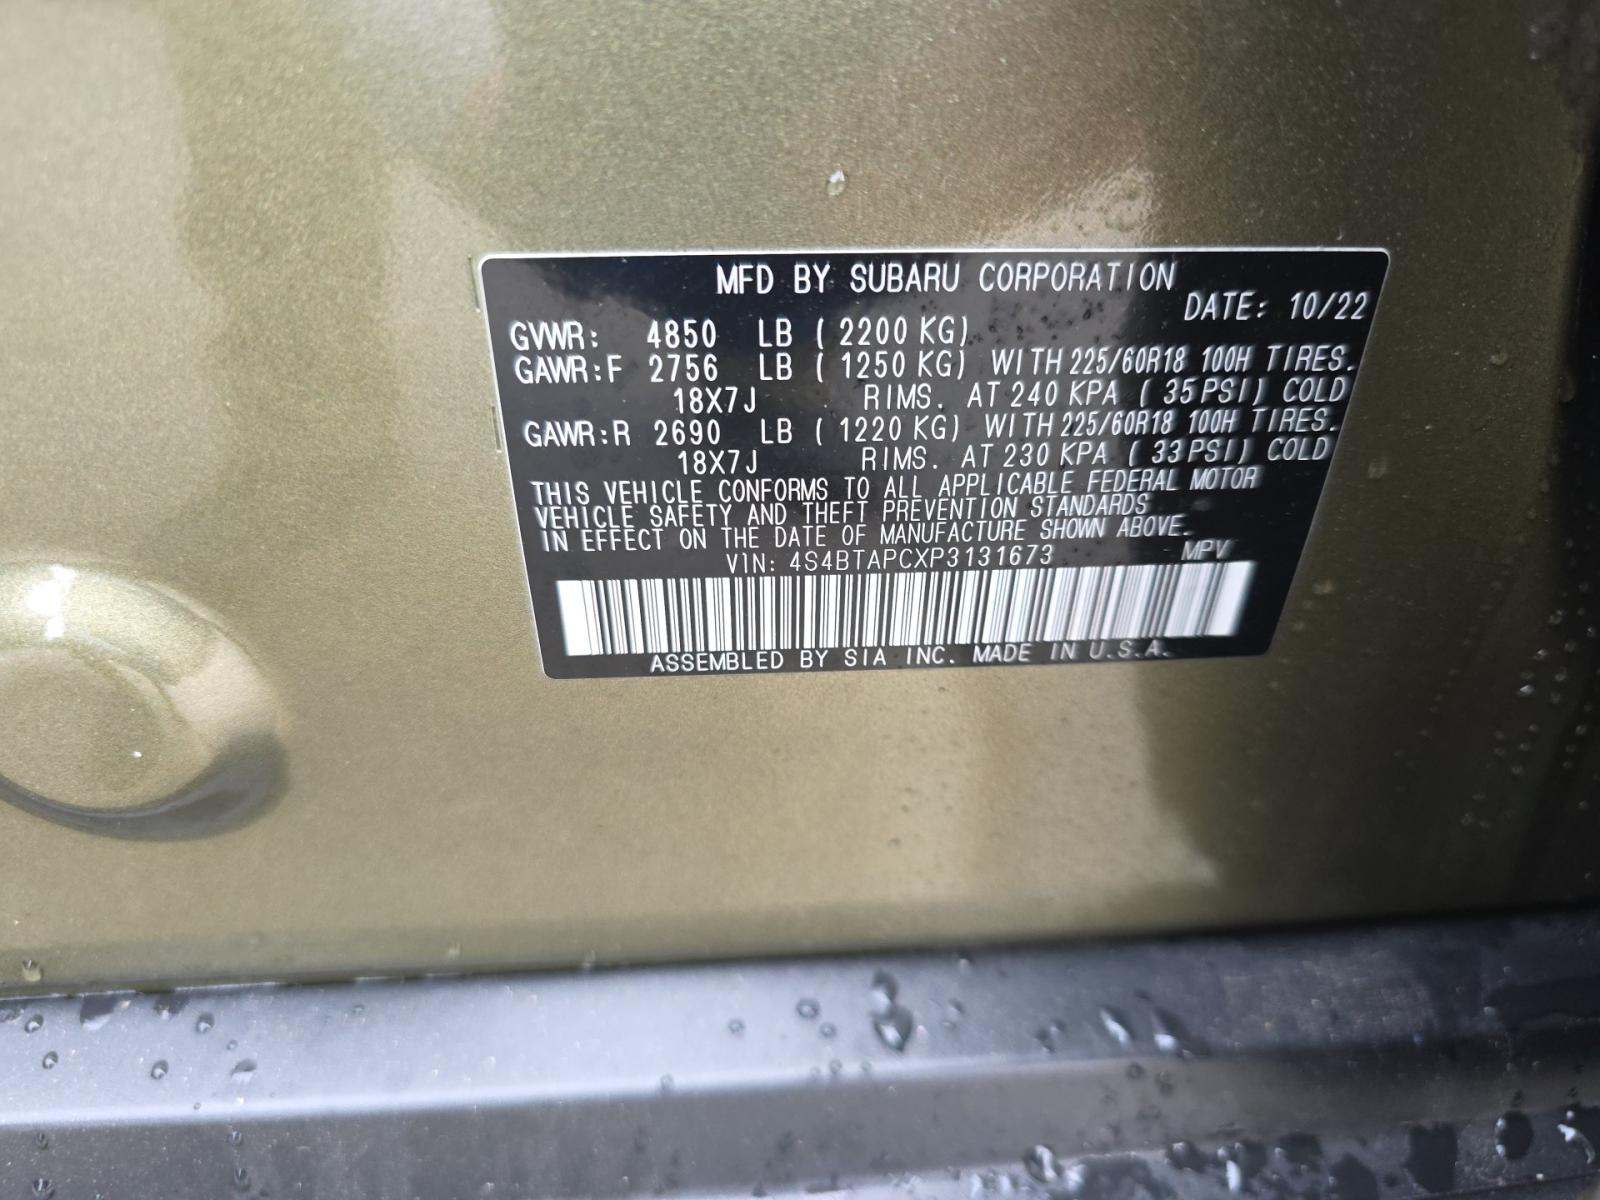 MFD BY SUBARU CORPORATION
DATE: 10/22
GVWR: 4850 LB ( 2200 KG)
GAWR:F 2756 LB ( 1250 KG) WITH 225/60R18 100H TIRES.
18X7J RIMS. AT 240 KPA ( 35 PSI) COLD
GAWR:R 2690 LB ( 1220 KG) WITH 225/60R18 100H TIRES.
18X7J RIMS. AT 230 KPA ( 33 PSI) COLD
THIS VEHICLE CONFORMS TO ALL APPLICABLE FEDERAL MOTOR
VEHICLE SAFETY AND THEFT PREVENTION STANDARDS
IN EFFECT ON THE DATE OF MANUFACTURE SHOWN ABOVE.
VIN: 4S4BTAPCXP3131673 MPV
ASSEMBLED BY SIA INC. MADE IN U.S.A.